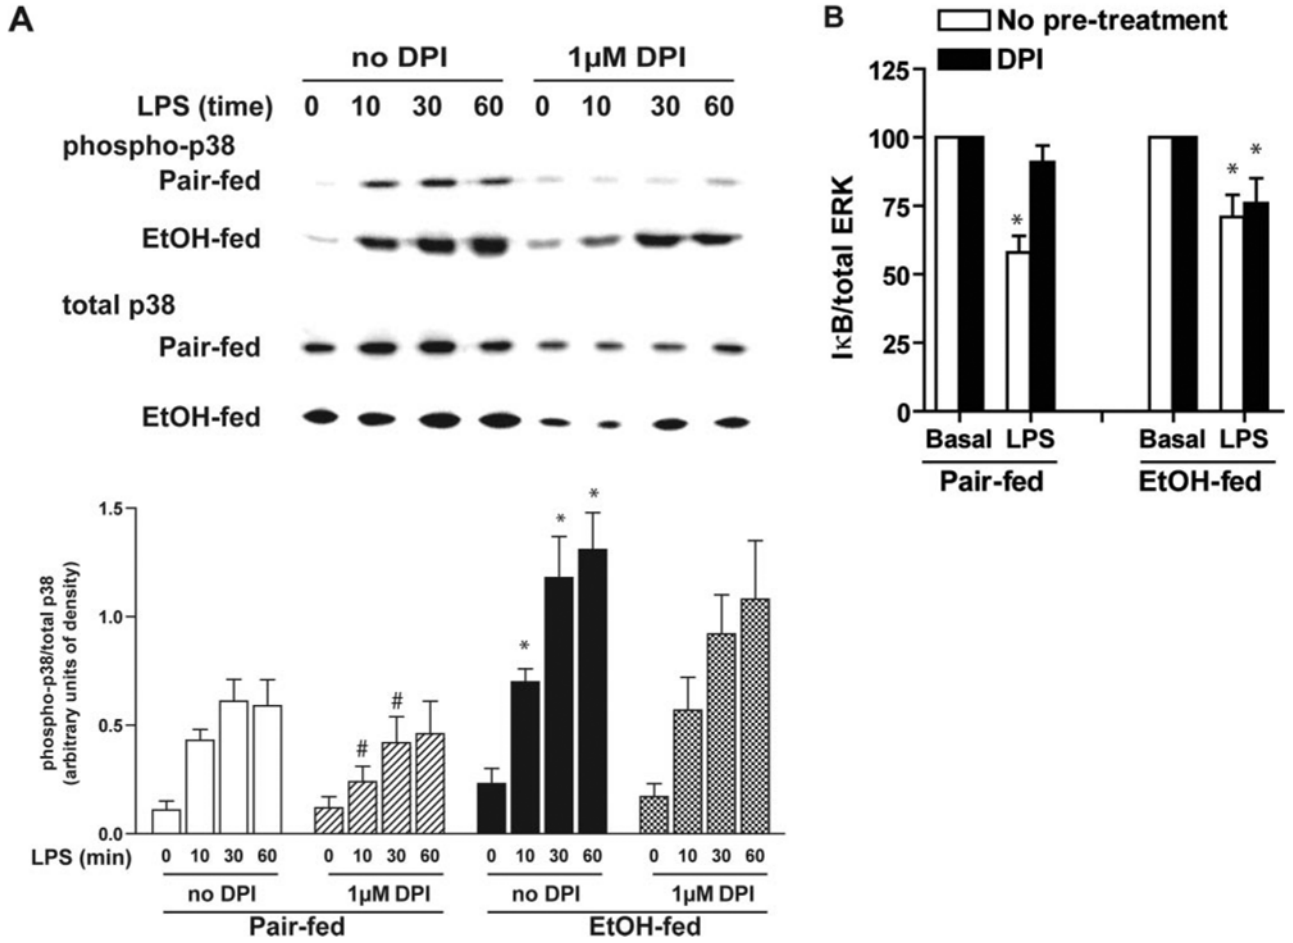 A
no DPI 1µM DPI
LPS (time) 0 10 30 60 0 10 30 60
phospho-p38
Pair-fed
EtOH-fed
total p38
Pair-fed
EtOH-fed
phospho-p38/total p38
(arbitrary units of density)
1.5
1.0
0.5
0.0
* * *
# #
LPS (min) 0 10 30 60 0 10 30 60 0 10 30 60 0 10 30 60
no DPI 1µM DPI no DPI 1µM DPI
Pair-fed EtOH-fed
B
No pre-treatment
DPI
IκB/total ERK
125
100
75
50
25
0
* * *
Basal LPS Basal LPS
Pair-fed EtOH-fed